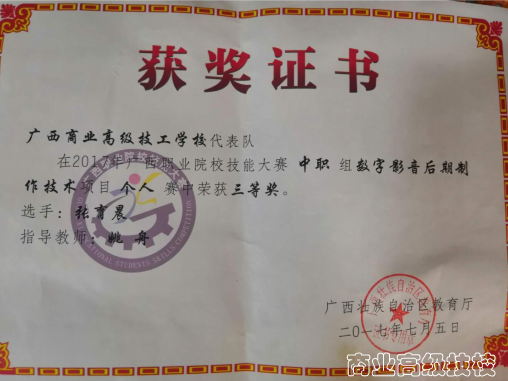 获奖证书
广西商业高级技工学校代表队
在2017年广西职业院校技能大赛 中职 组数字影音后期制
作技术项目 个人 赛中荣获三等奖。
选手：张育晨
指导教师：姚舟
广西壮族自治区教育厅
二〇一七年七月五日
商业高级技校